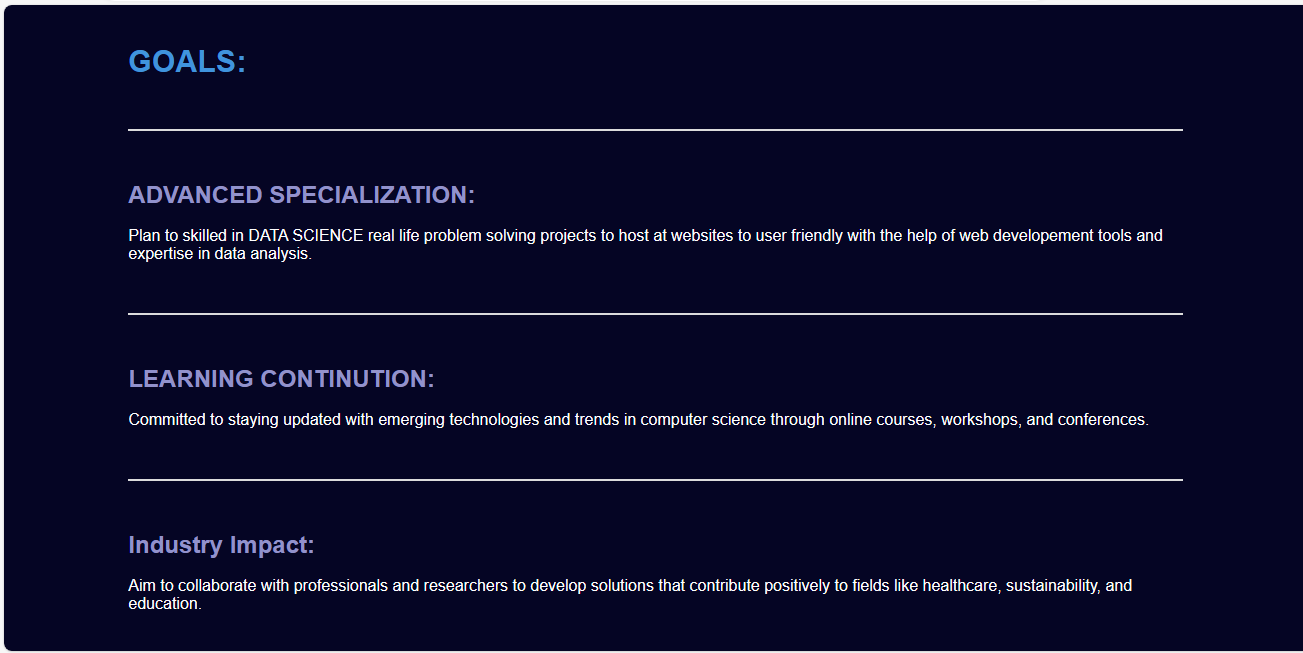 GOALS:
ADVANCED SPECIALIZATION:
Plan to skilled in DATA SCIENCE real life problem solving projects to host at websites to user friendly with the help of web developement tools and
expertise in data analysis.
LEARNING CONTINUTION:
Committed to staying updated with emerging technologies and trends in computer science through online courses, workshops, and conferences.
Industry Impact:
Aim to collaborate with professionals and researchers to develop solutions that contribute positively to fields like healthcare, sustainability, and
education.